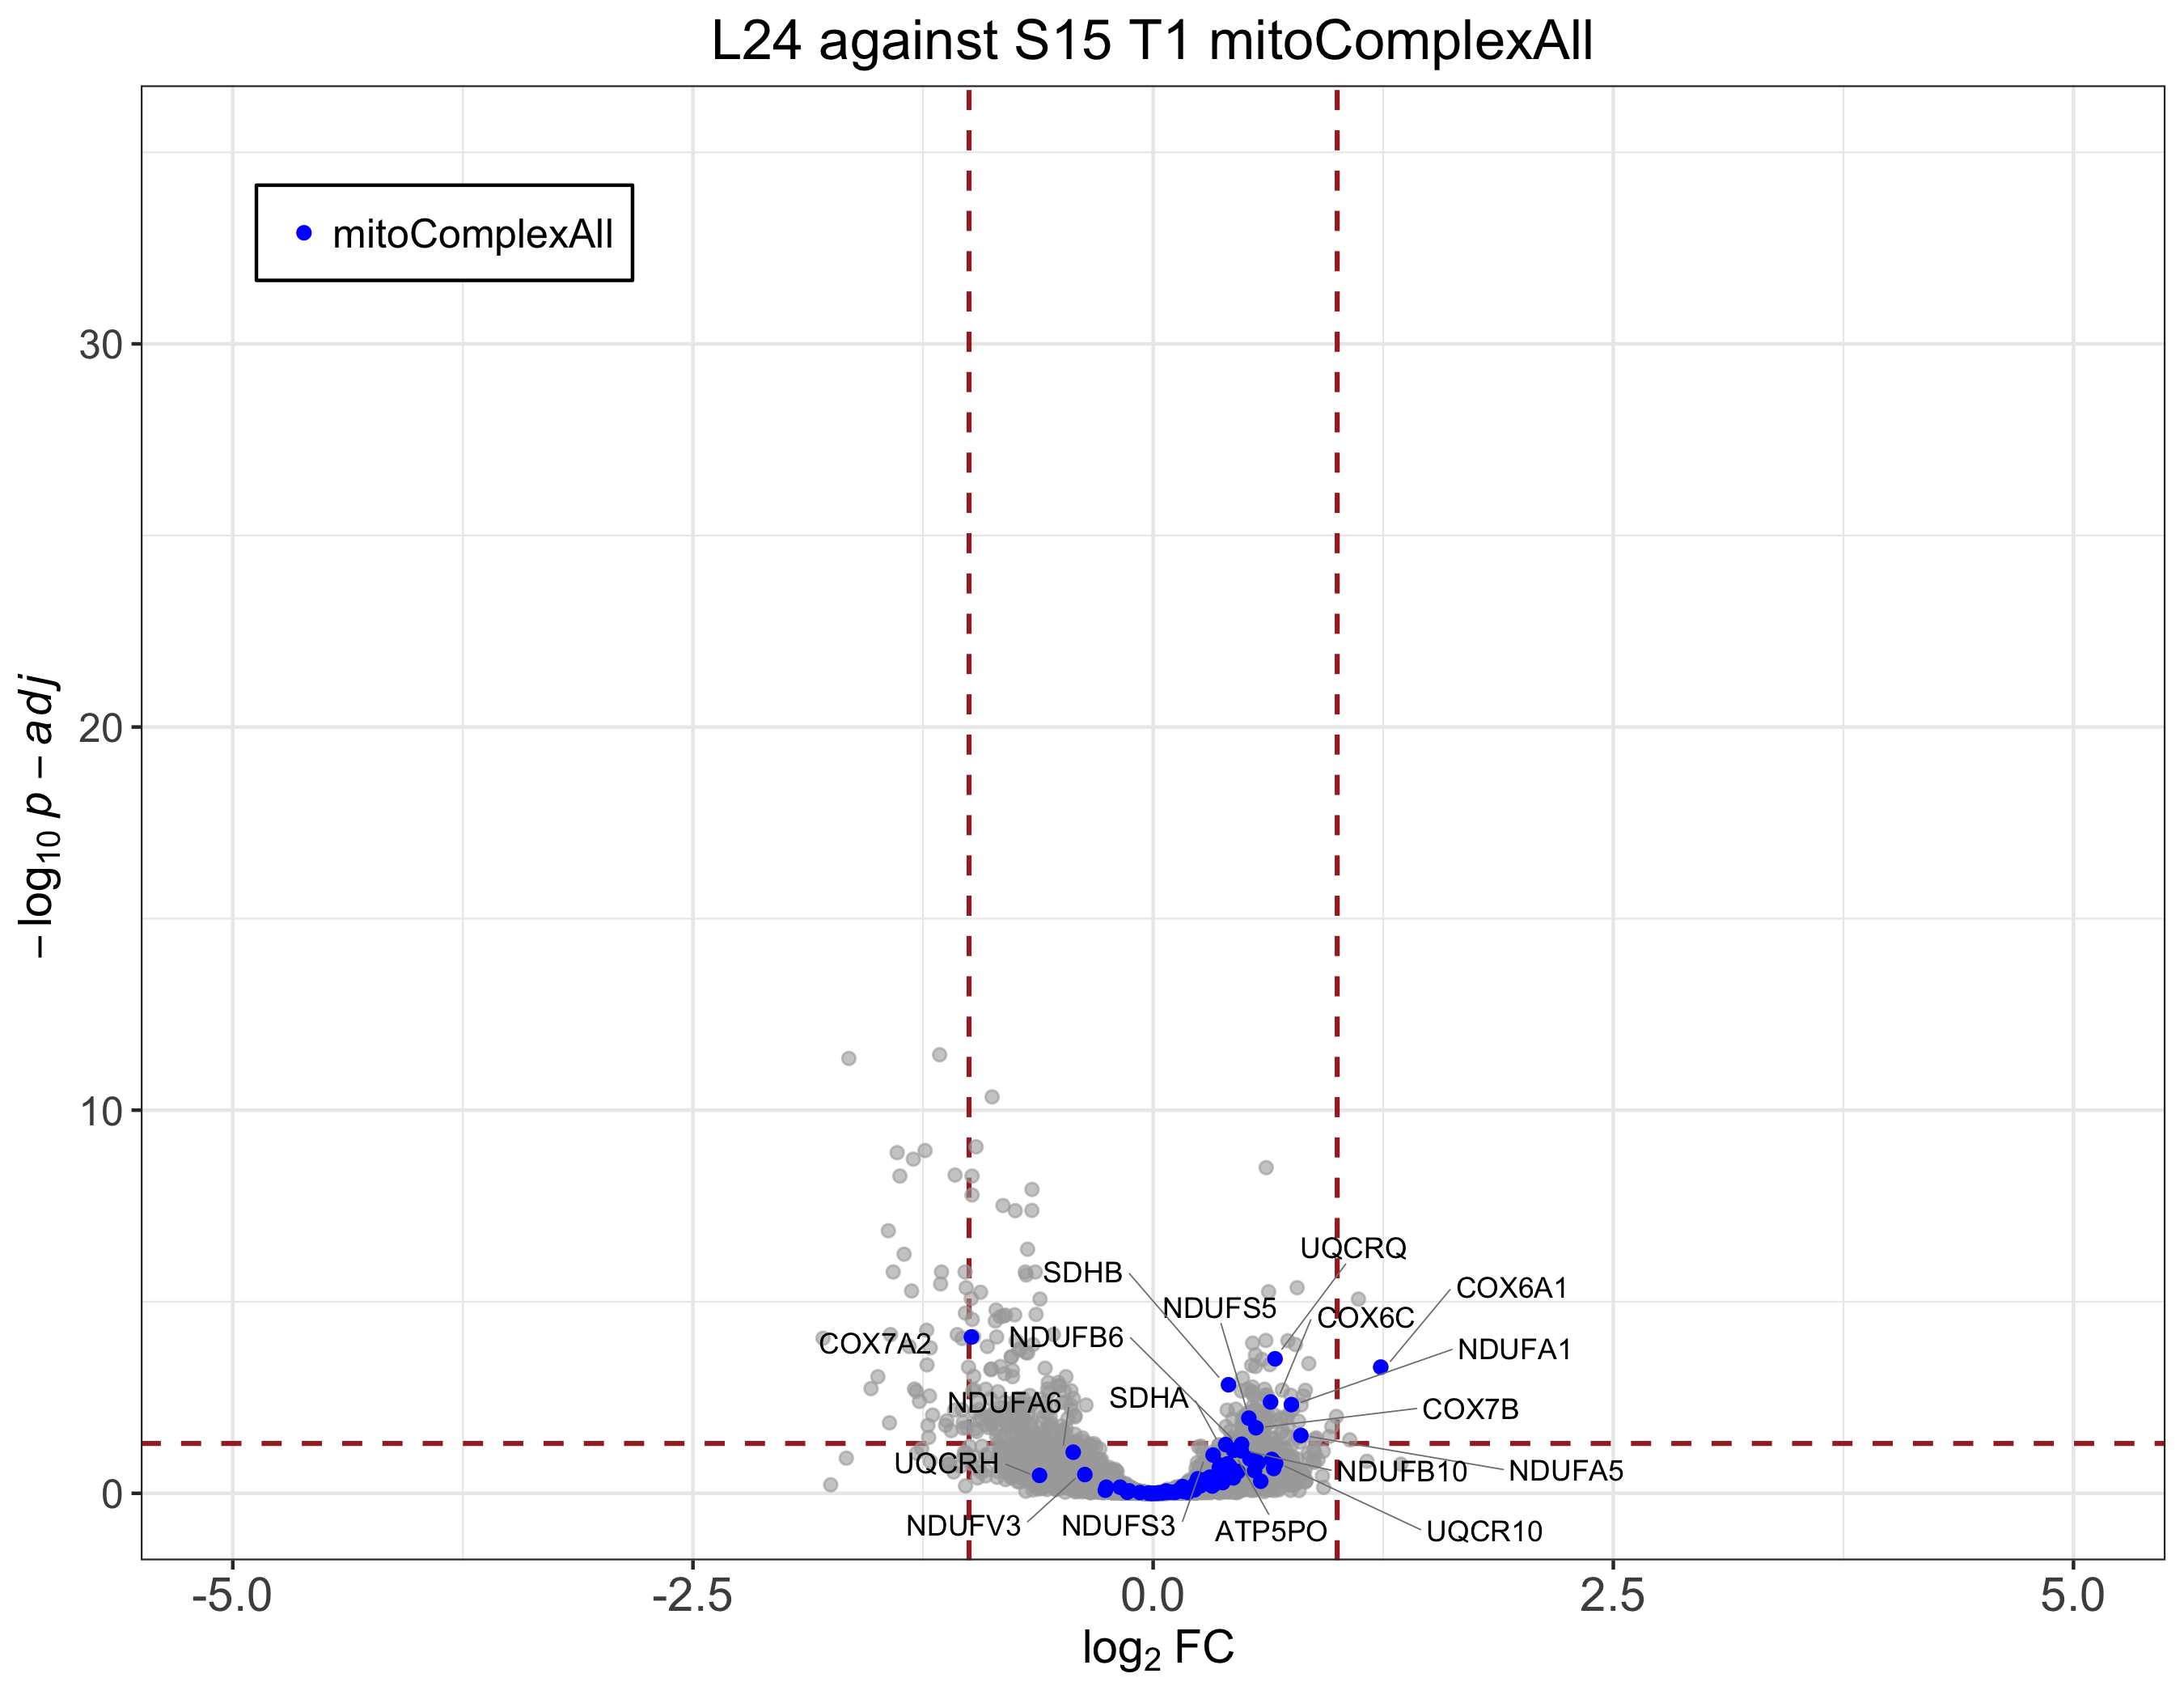 L24 against S15 T1 mitoComplexAll
mitoComplexAll
30
20
10
0
−log10 p − adj
UQCRQ
SDHB
COX6A1
NDUFS5
COX6C
COX7A2
NDUFB6
NDUFA1
SDHA
NDUFA6
COX7B
UQCRH
NDUFB10
NDUFA5
NDUFV3
NDUFS3
ATP5PO
UQCR10
-5.0
-2.5
0.0
2.5
5.0
log2 FC